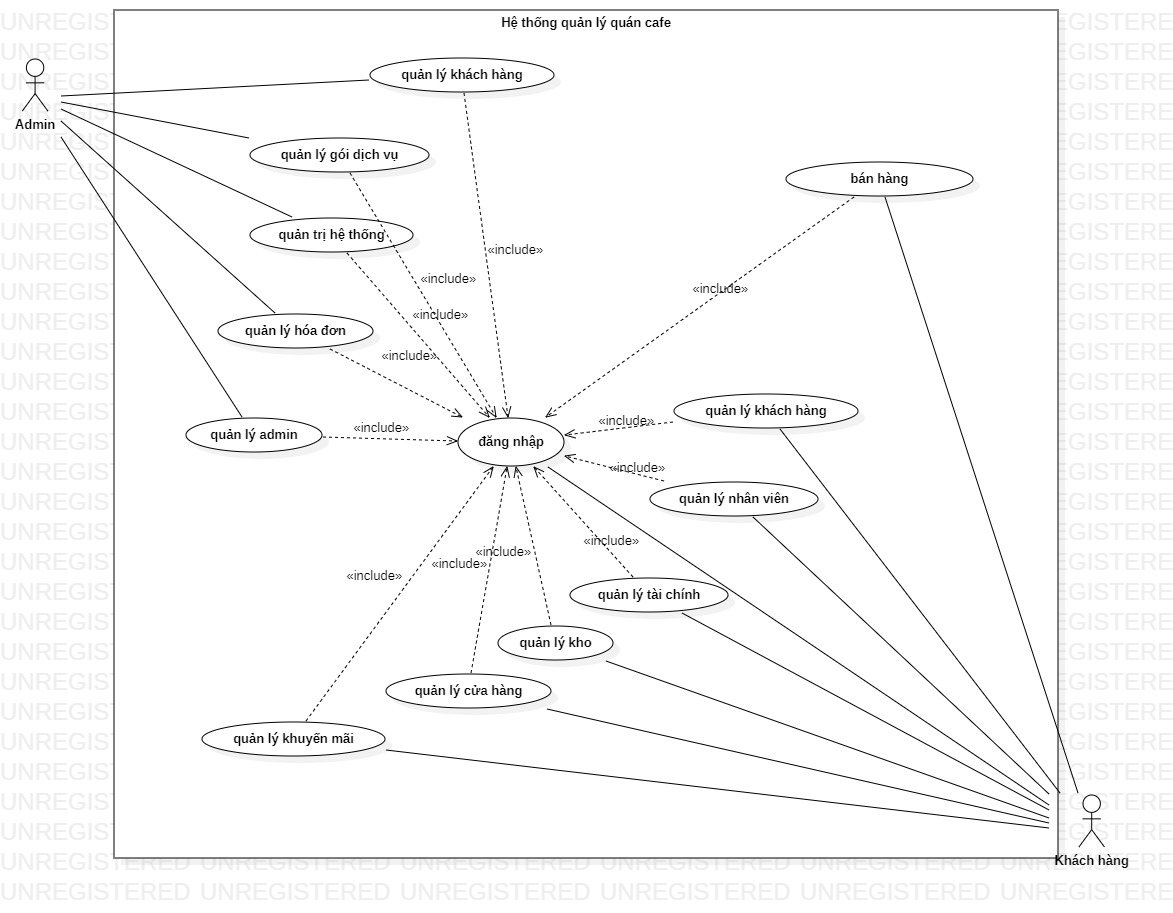 Hệ thống quản lý quán cafe
quản lý khách hàng
Admin
quản lý gói dịch vụ
bán hàng
quản trị hệ thống
«include»
«include»
«include»
«include»
quản lý hóa đơn
«include»
quản lý khách hàng
«include»
«include»
quản lý admin
đăng nhập
«include»
quản lý nhân viên
«include»
«include»
«include»
«include»
quản lý tài chính
quản lý kho
quản lý cửa hàng
quản lý khuyến mãi
Khách hàng
UNREGISTERED UNREGISTERED UNREGISTERED UNREGISTERED UNREGISTERED UNREGISTERED